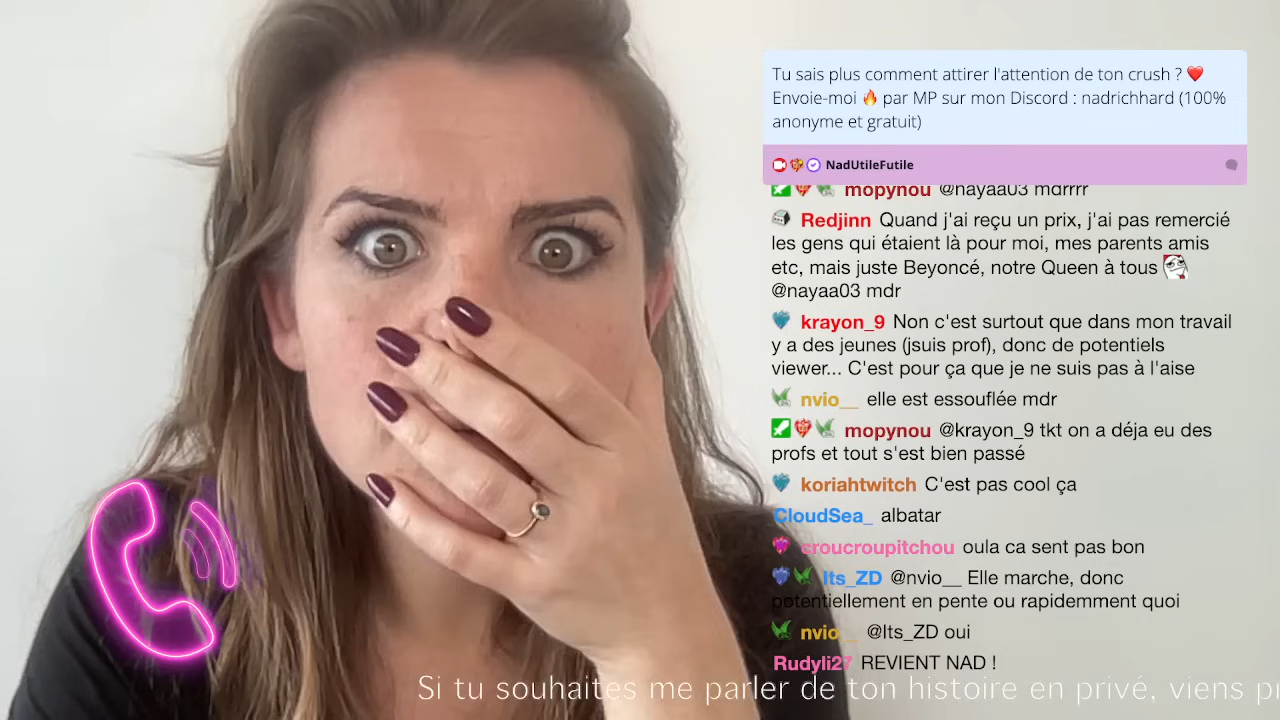 Tu sais plus comment attirer l'attention de ton crush ? ❤️
Envoie-moi 🔥 par MP sur mon Discord : nadrichhard (100%
anonyme et gratuit)
NadUtileFutile
mopynou @nayaa03 mdrrrr
Redjinn Quand j'ai reçu un prix, j'ai pas remercié
les gens qui étaient là pour moi, mes parents amis
etc, mais juste Beyoncé, notre Queen à tous
@nayaa03 mdr
krayon_9 Non c'est surtout que dans mon travail
y a des jeunes (jsuis prof), donc de potentiels
viewer... C'est pour ça que je ne suis pas à l'aise
nvio__ elle est essouflée mdr
mopynou @krayon_9 tkt on a déja eu des
profs et tout s'est bien passé
koriahtwitch C'est pas cool ça
CloudSea_ albatar
croucroupitchou oula ca sent pas bon
Its_ZD @nvio__ Elle marche, donc
potentiellement en pente ou rapidemment quoi
nvio__ @Its_ZD oui
Rudyli27 REVIENT NAD !
Si tu souhaites me parler de ton histoire en privé, viens